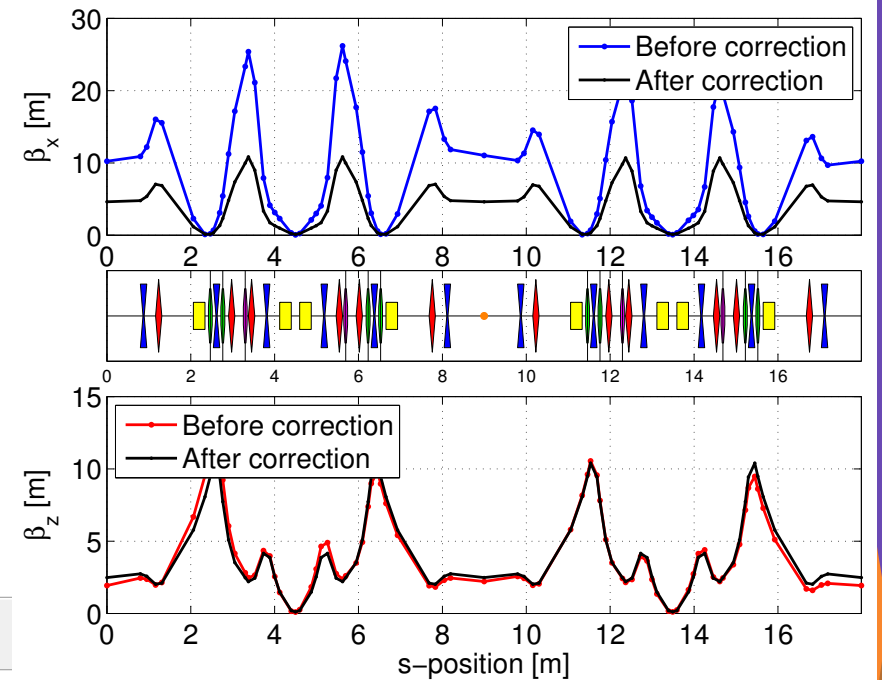 30
20
10
0
βx [m]
Before correction
After correction
0 2 4 6 8 10 12 14 16
0 2 4 6 8 10 12 14 16
15
10
5
0
βz [m]
Before correction
After correction
0 2 4 6 8 10 12 14 16
s−position [m]